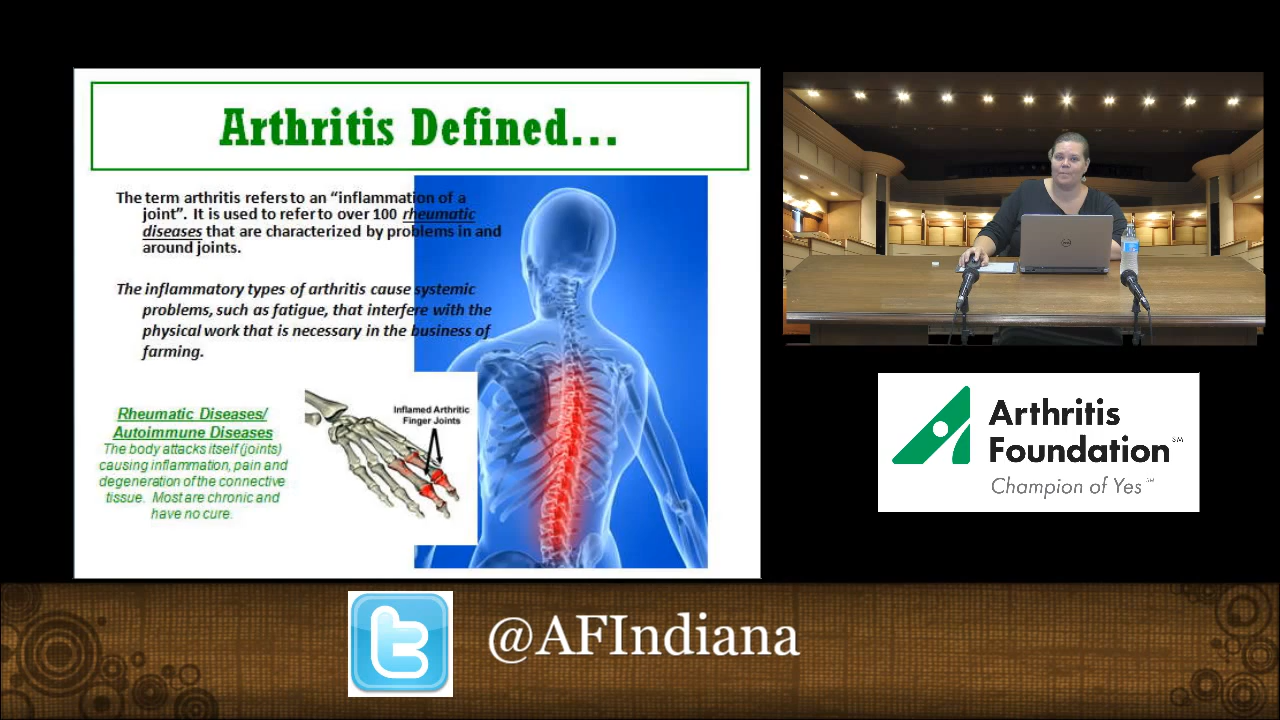 Arthritis Defined...
The term arthritis refers to an “inflammation of a
joint”. It is used to refer to over 100 rheumatic
diseases that are characterized by problems in and
around joints.
The inflammatory types of arthritis cause systemic
problems, such as fatigue, that interfere with the
physical work that is necessary in the business of
farming.
Rheumatic Diseases/
Autoimmune Diseases
The body attacks itself (joints)
causing inflammation, pain and
degeneration of the connective
tissue. Most are chronic and
have no cure.
Inflamed Arthritic
Finger Joints
Arthritis
Foundation℠
Champion of Yes℠
@AFIndiana